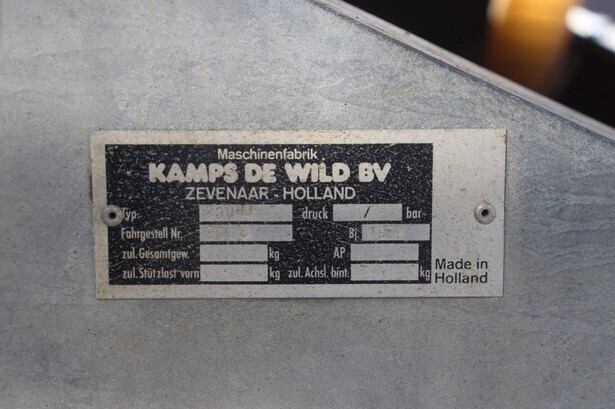 Maschinenfabrik
KAMPS DE WILD BV
ZEVENAAR - HOLLAND
Typ. druck / bar
Fahrgestell Nr. Bj.
zul. Gesamtgew. kg AP
zul. Stützlast vorn kg zul. Achsl. hint. kg
Made in
Holland